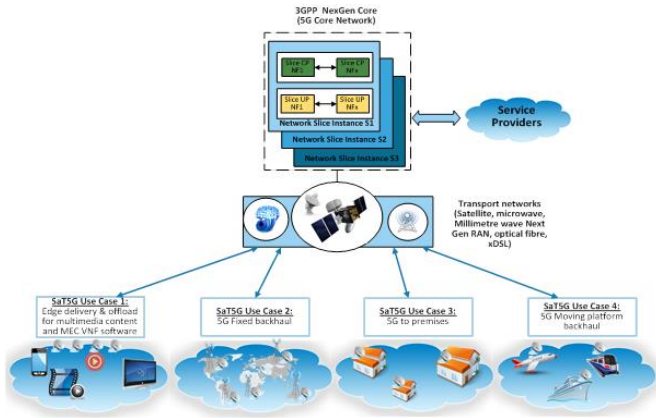 3GPP NexGen Core
(5G Core Network)
Slice CP
NF1
Slice CP
NFx
Slice UP
NF1
Slice UP
NFx
Network Slice Instance S1
Network Slice Instance S2
Network Slice Instance S3
Service
Providers
Transport networks
(Satellite, microwave,
Millimetre wave Next
Gen RAN, optical fibre,
xDSL)
SaT5G Use Case 1:
Edge delivery & offload
for multimedia content
and MEC VNF software
SaT5G Use Case 2:
5G Fixed backhaul
SaT5G Use Case 3:
5G to premises
SaT5G Use Case 4:
5G Moving platform
backhaul